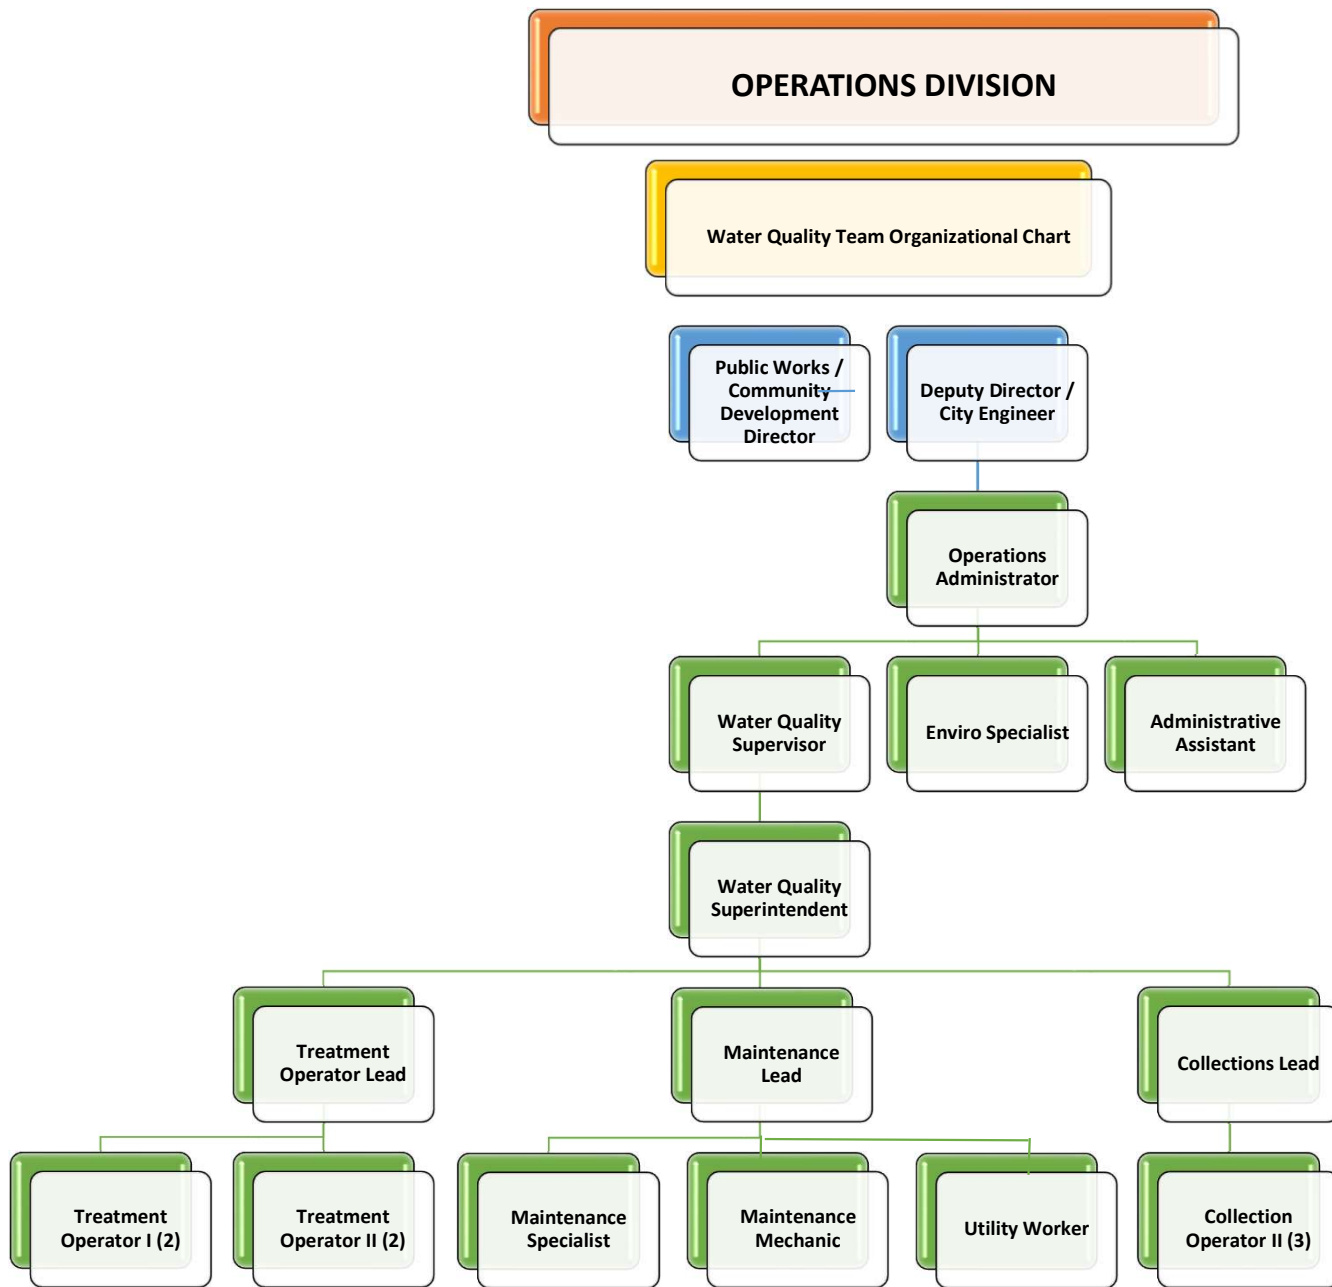 OPERATIONS DIVISION
Water Quality Team Organizational Chart
Public Works /
Community
Development
Director
Deputy Director /
City Engineer
Operations
Administrator
Water Quality
Supervisor
Enviro Specialist
Administrative
Assistant
Water Quality
Superintendent
Treatment
Operator Lead
Maintenance
Lead
Collections Lead
Treatment
Operator I (2)
Treatment
Operator II (2)
Maintenance
Specialist
Maintenance
Mechanic
Utility Worker
Collection
Operator II (3)